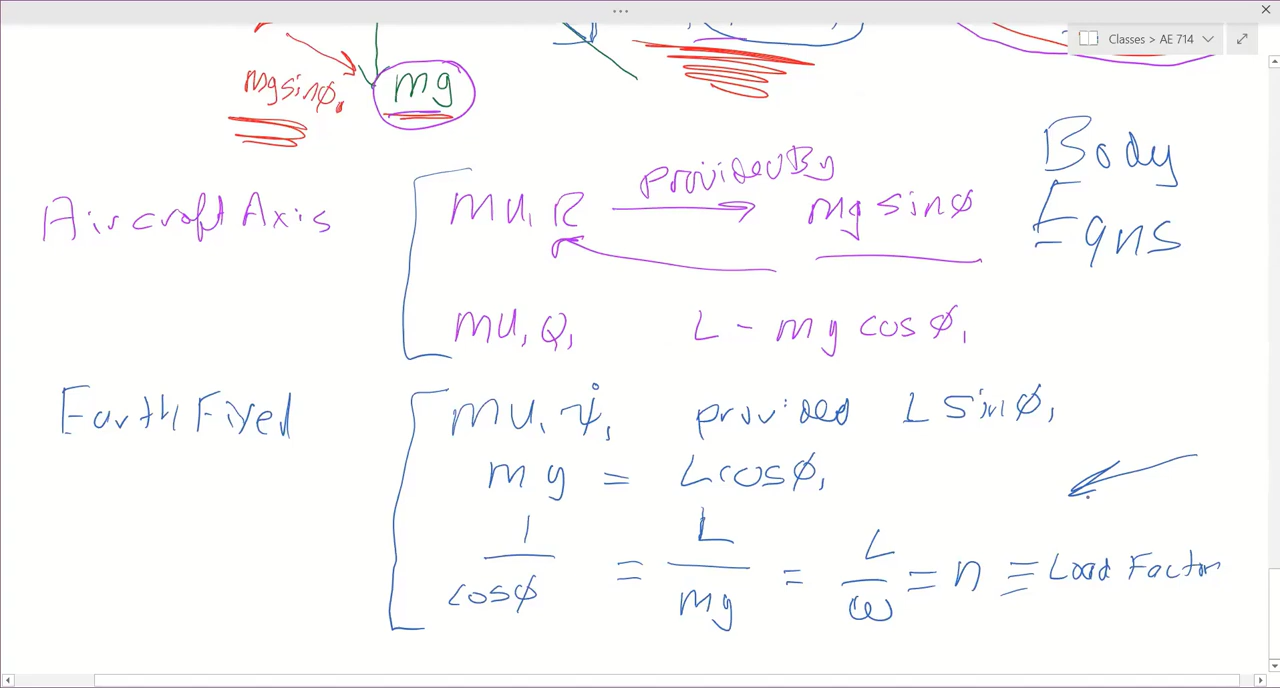 Classes > AE 714
mg sinφ,
mg
provided By
Body
Aircraft Axis
MU, R
mg sinφ
Eqns
MU, Q,
L - mg cosφ,
Earth Fixed
MU, ψ̇,
provided
L Sinφ,
mg = L cosφ,
1/cosφ = L/mg = L/ω = n ≡ Load Factor